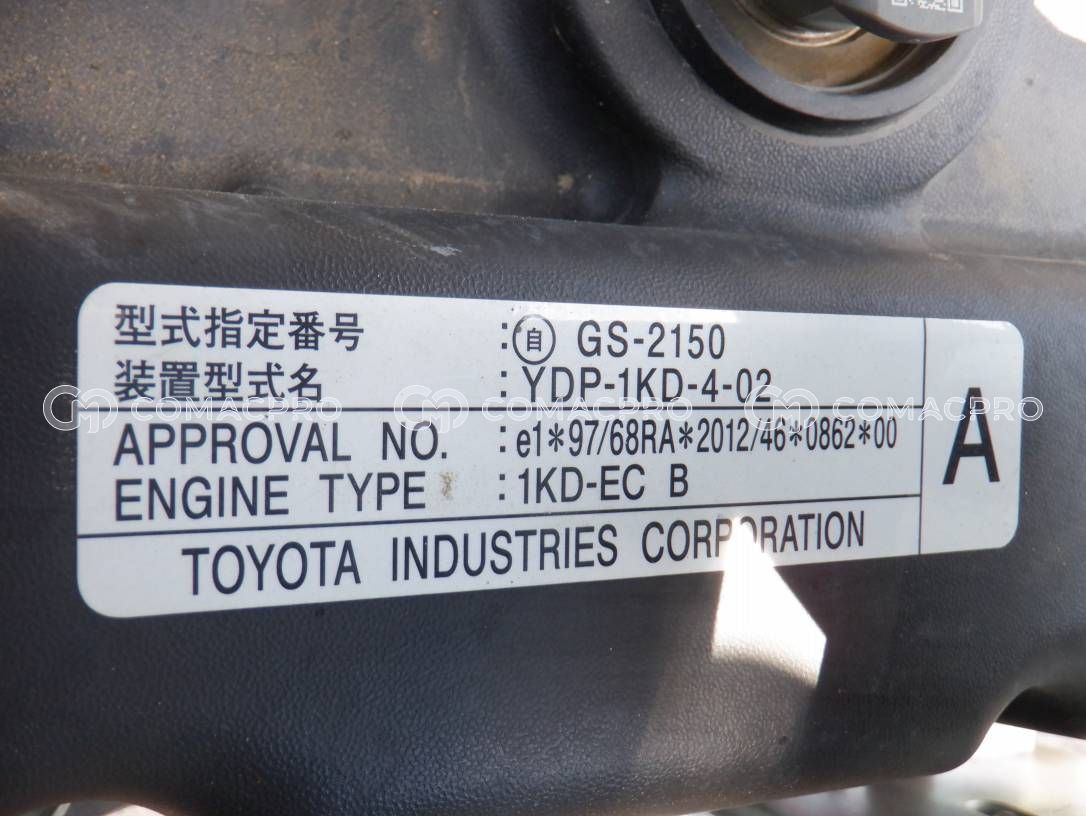 型式指定番号 :㊀自 GS-2150
装置型式名 : YDP-1KD-4-02
COMACPRO COMACPRO COMACPRO
APPROVAL NO. : e1*97/68RA*2012/46*0862*00
ENGINE TYPE : 1KD-EC B
A
TOYOTA INDUSTRIES CORPORATION